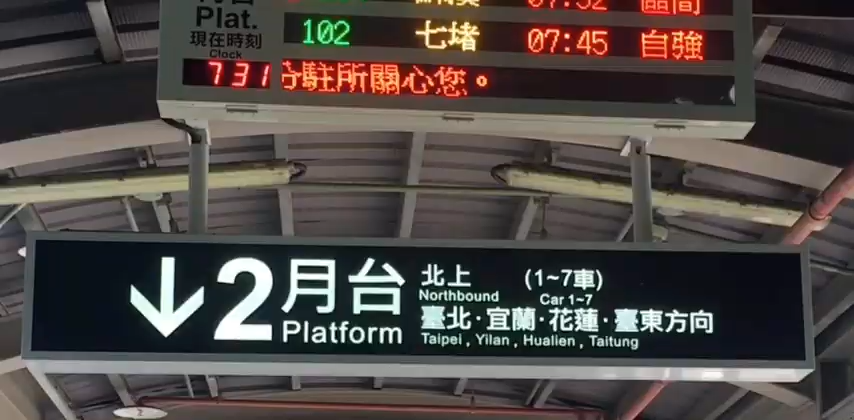 Plat.
07:52 區間
現在時刻
Clock
102 七堵 07:45 自強
731 駐所關心您。
2月台
Platform
北上 (1~7車)
Northbound Car 1~7
臺北·宜蘭·花蓮·臺東方向
Taipei , Yilan , Hualien , Taitung